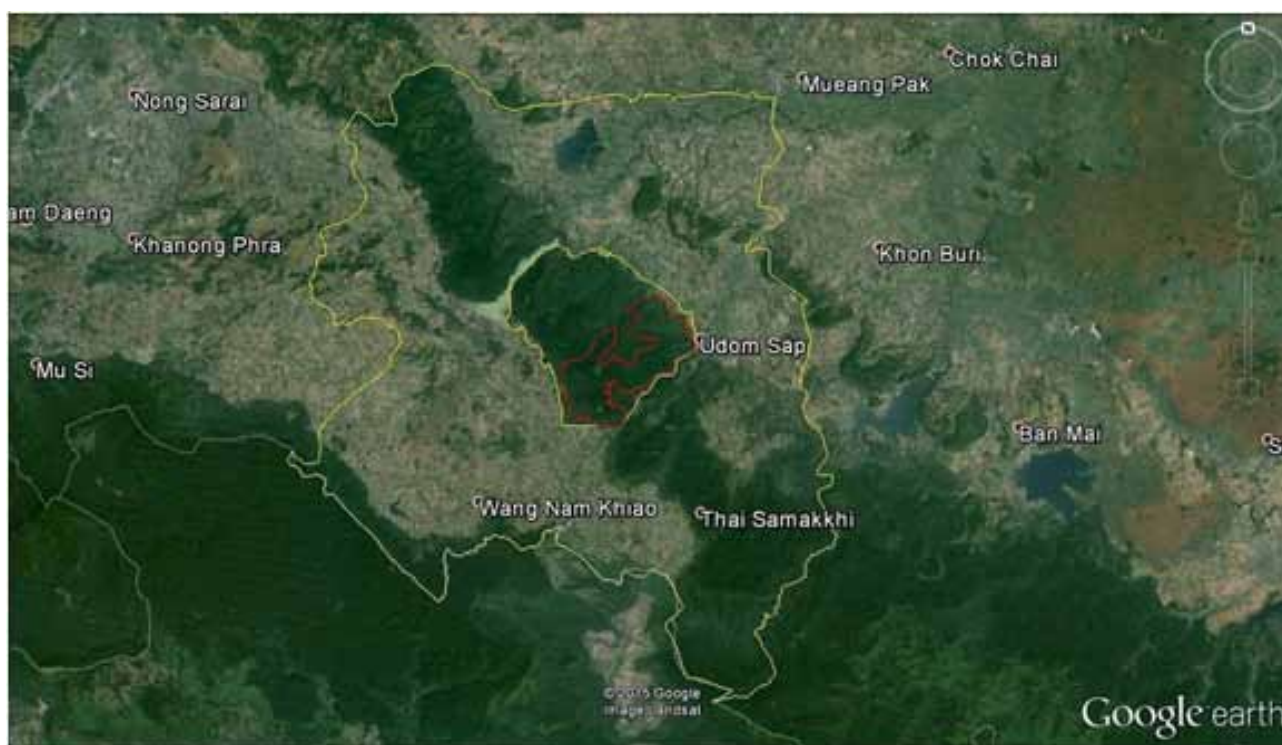 Chok Chai
Mueang Pak
Nong Sarai
am Daeng
Khanong Phra
Khon Buri
Udom Sap
Mu Si
Ban Mai
S
Wang Nam Khiao
Thai Samakkhi
© 2015 Google
Image Landsat
Google earth